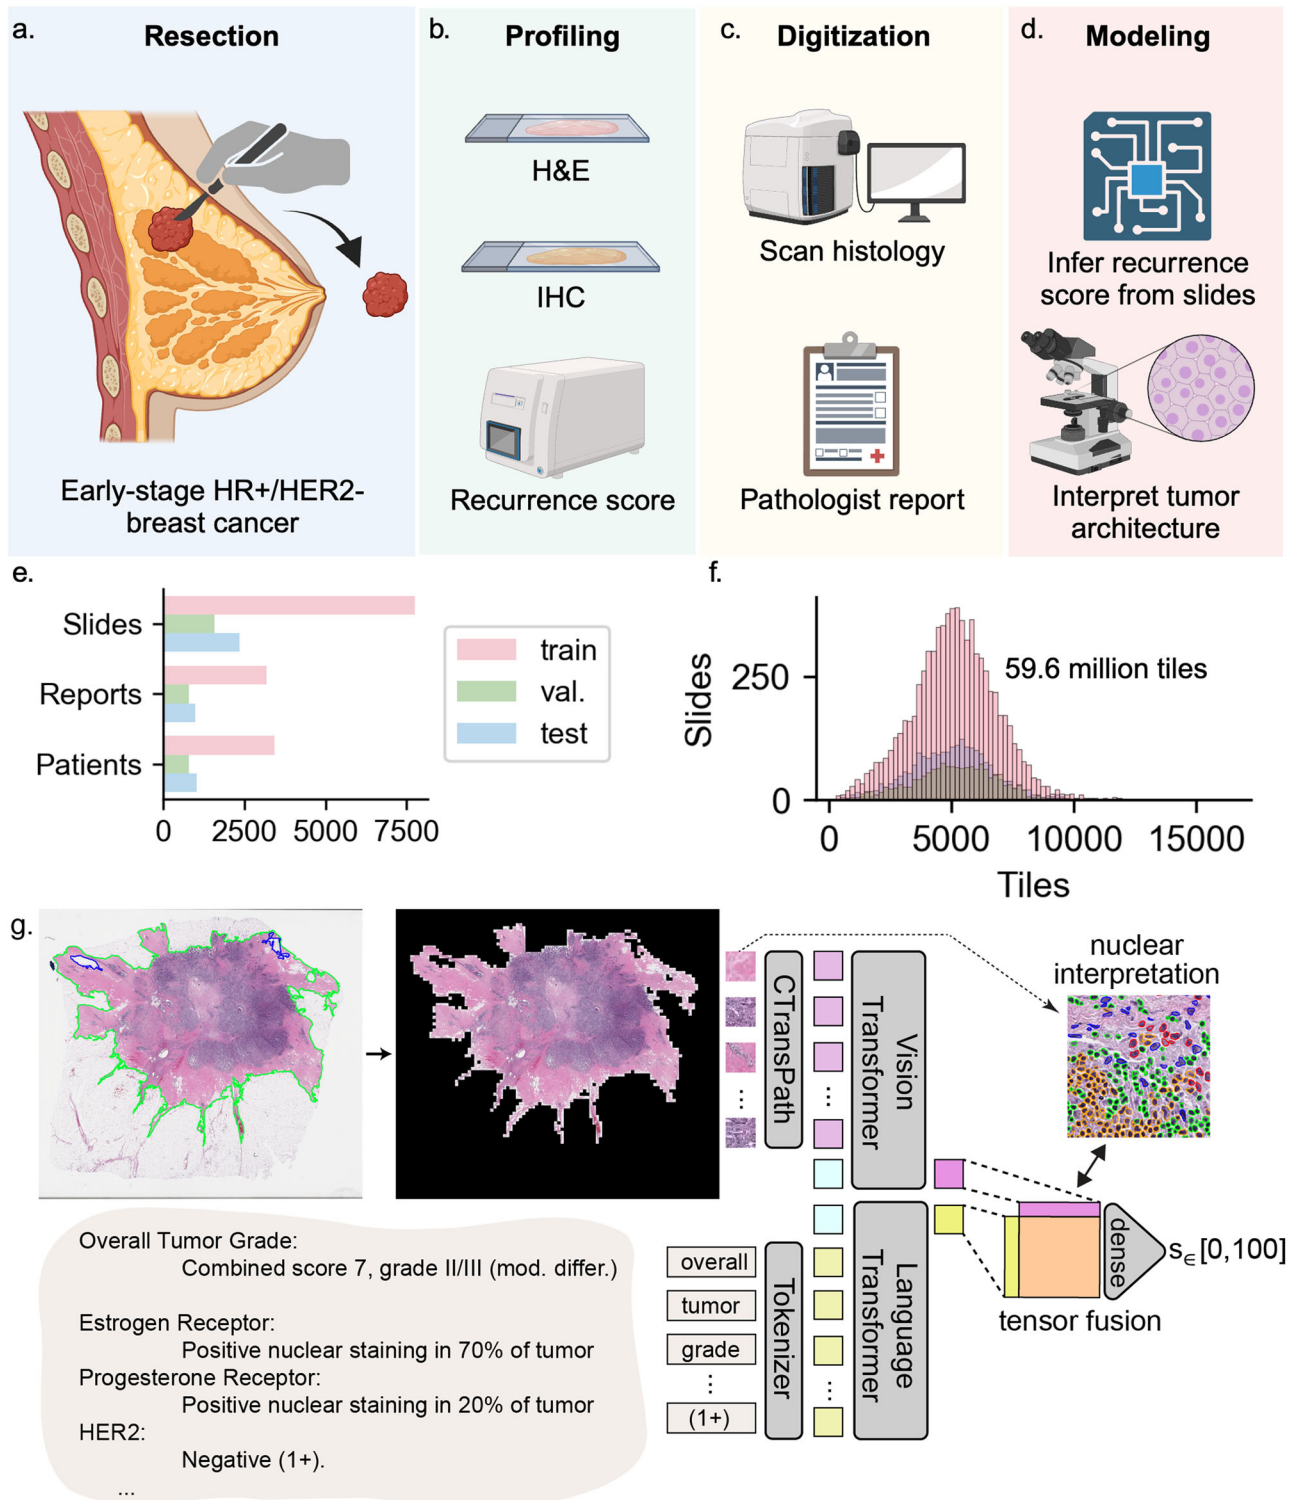 a.
Resection
Early-stage HR+/HER2-
breast cancer
b.
Profiling
H&E
IHC
Recurrence score
c.
Digitization
Scan histology
Pathologist report
d.
Modeling
Infer recurrence
score from slides
Interpret tumor
architecture
e.
Slides
Reports
Patients
0 2500 5000 7500
train
val.
test
f.
Slides
250
0
59.6 million tiles
0 5000 10000 15000
Tiles
g.
CTransPath
...
Vision
Transformer
...
nuclear
interpretation
Overall Tumor Grade:
Combined score 7, grade II/III (mod. differ.)
Estrogen Receptor:
Positive nuclear staining in 70% of tumor
Progesterone Receptor:
Positive nuclear staining in 20% of tumor
HER2:
Negative (1+).
...
overall
tumor
grade
...
(1+)
Tokenizer
...
Language
Transformer
dense
s∈[0,100]
tensor fusion